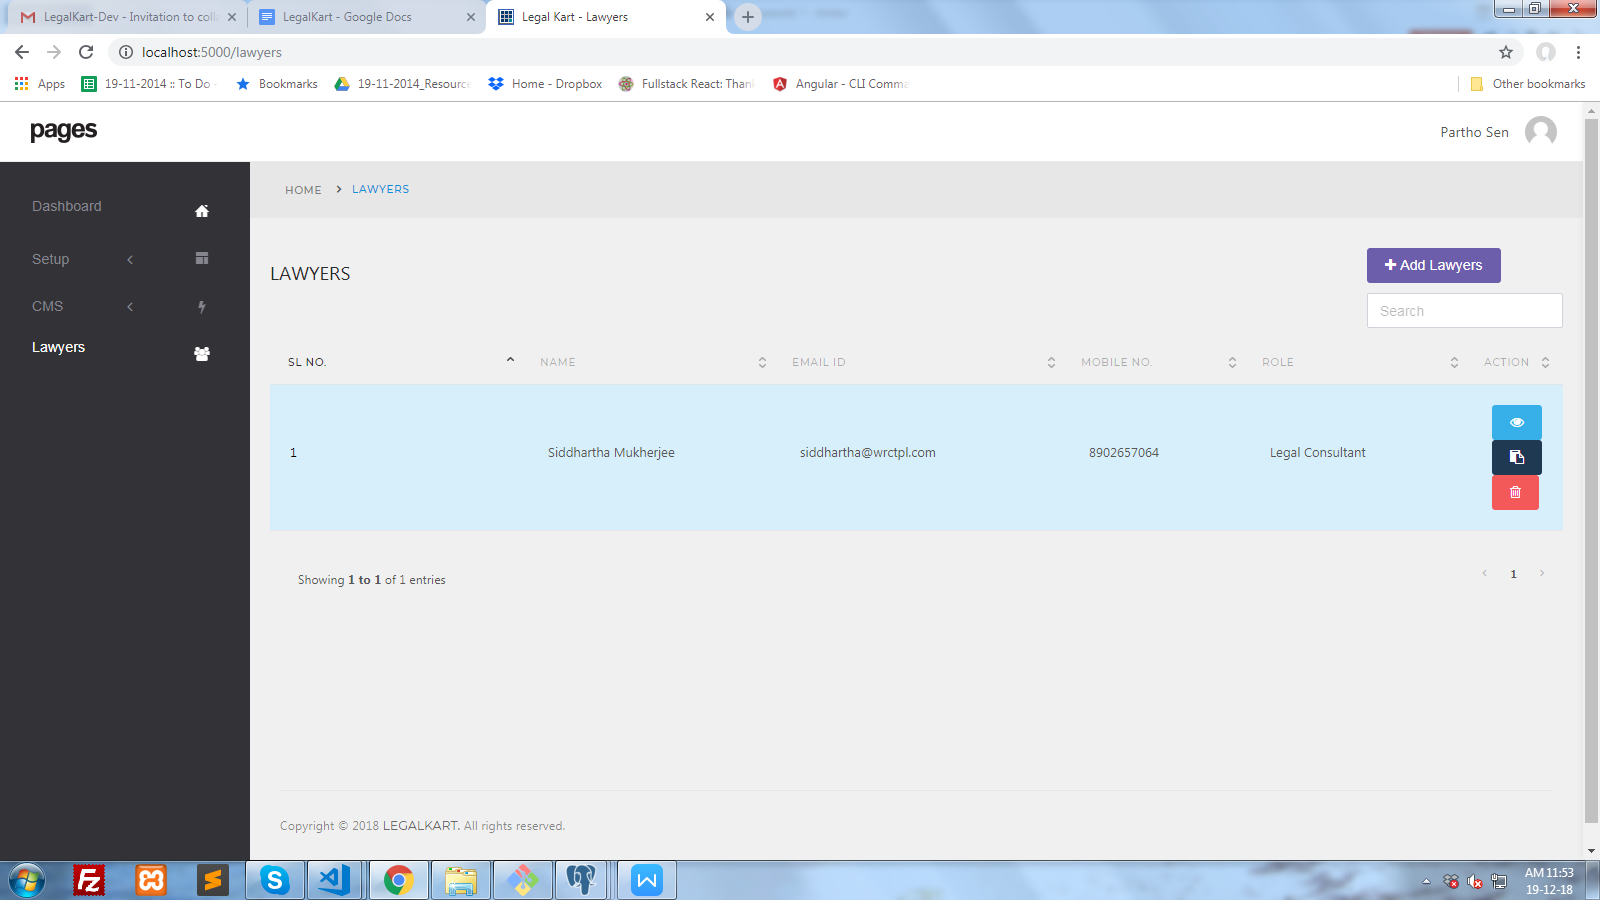 LegalKart-Dev - Invitation to coll
LegalKart - Google Docs
Legal Kart - Lawyers
localhost:5000/lawyers
Apps
19-11-2014 :: To Do -
Bookmarks
19-11-2014_Resource
Home - Dropbox
Fullstack React: Than
Angular - CLI Comma
Other bookmarks
pages
Partho Sen
Dashboard
Setup
CMS
Lawyers
HOME > LAWYERS
LAWYERS
+ Add Lawyers
Search
SL NO. NAME EMAIL ID MOBILE NO. ROLE ACTION
1 Siddhartha Mukherjee siddhartha@wrctpl.com 8902657064 Legal Consultant
Showing 1 to 1 of 1 entries
1
Copyright © 2018 LEGALKART. All rights reserved.
AM 11:53
19-12-18